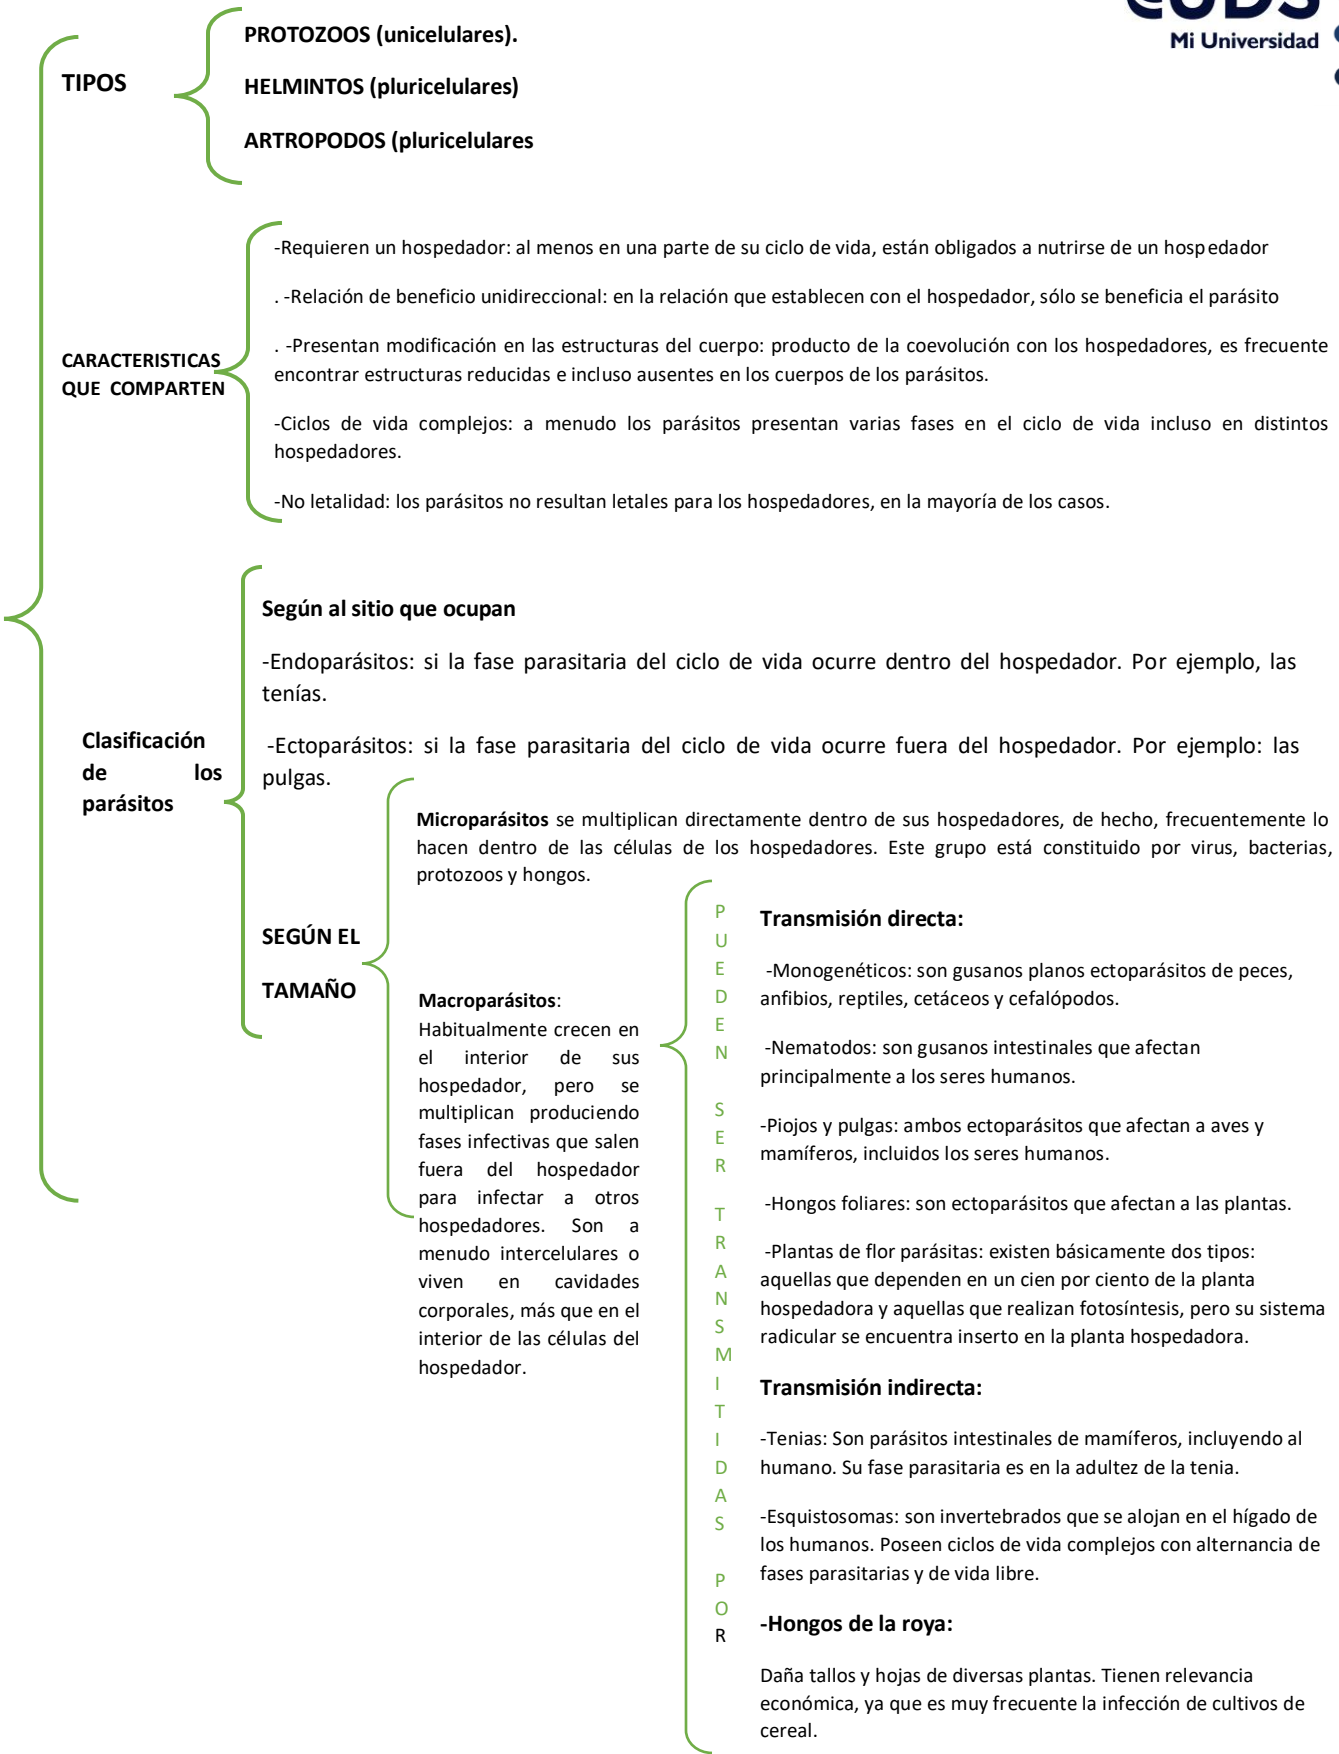 Mi Universidad
TIPOS
PROTOZOOS (unicelulares).
HELMINTOS (pluricelulares)
ARTROPODOS (pluricelulares
CARACTERISTICAS
QUE COMPARTEN
-Requieren un hospedador: al menos en una parte de su ciclo de vida, están obligados a nutrirse de un hospedador
. -Relación de beneficio unidireccional: en la relación que establecen con el hospedador, sólo se beneficia el parásito
. -Presentan modificación en las estructuras del cuerpo: producto de la coevolución con los hospedadores, es frecuente
encontrar estructuras reducidas e incluso ausentes en los cuerpos de los parásitos.
-Ciclos de vida complejos: a menudo los parásitos presentan varias fases en el ciclo de vida incluso en distintos
hospedadores.
-No letalidad: los parásitos no resultan letales para los hospedadores, en la mayoría de los casos.
Clasificación
de los
parásitos
Según al sitio que ocupan
-Endoparásitos: si la fase parasitaria del ciclo de vida ocurre dentro del hospedador. Por ejemplo, las
tenías.
-Ectoparásitos: si la fase parasitaria del ciclo de vida ocurre fuera del hospedador. Por ejemplo: las
pulgas.
SEGÚN EL
TAMAÑO
Microparásitos se multiplican directamente dentro de sus hospedadores, de hecho, frecuentemente lo
hacen dentro de las células de los hospedadores. Este grupo está constituido por virus, bacterias,
protozoos y hongos.
Macroparásitos:
Habitualmente crecen en
el interior de sus
hospedador, pero se
multiplican produciendo
fases infectivas que salen
fuera del hospedador
para infectar a otros
hospedadores. Son a
menudo intercelulares o
viven en cavidades
corporales, más que en el
interior de las células del
hospedador.
PUEDEN SER TRANSMITIDAS POR
Transmisión directa:
-Monogenéticos: son gusanos planos ectoparásitos de peces,
anfibios, reptiles, cetáceos y cefalópodos.
-Nematodos: son gusanos intestinales que afectan
principalmente a los seres humanos.
-Piojos y pulgas: ambos ectoparásitos que afectan a aves y
mamíferos, incluidos los seres humanos.
-Hongos foliares: son ectoparásitos que afectan a las plantas.
-Plantas de flor parásitas: existen básicamente dos tipos:
aquellas que dependen en un cien por ciento de la planta
hospedadora y aquellas que realizan fotosíntesis, pero su sistema
radicular se encuentra inserto en la planta hospedadora.
Transmisión indirecta:
-Tenias: Son parásitos intestinales de mamíferos, incluyendo al
humano. Su fase parasitaria es en la adultez de la tenia.
-Esquistosomas: son invertebrados que se alojan en el hígado de
los humanos. Poseen ciclos de vida complejos con alternancia de
fases parasitarias y de vida libre.
-Hongos de la roya:
Daña tallos y hojas de diversas plantas. Tienen relevancia
económica, ya que es muy frecuente la infección de cultivos de
cereal.